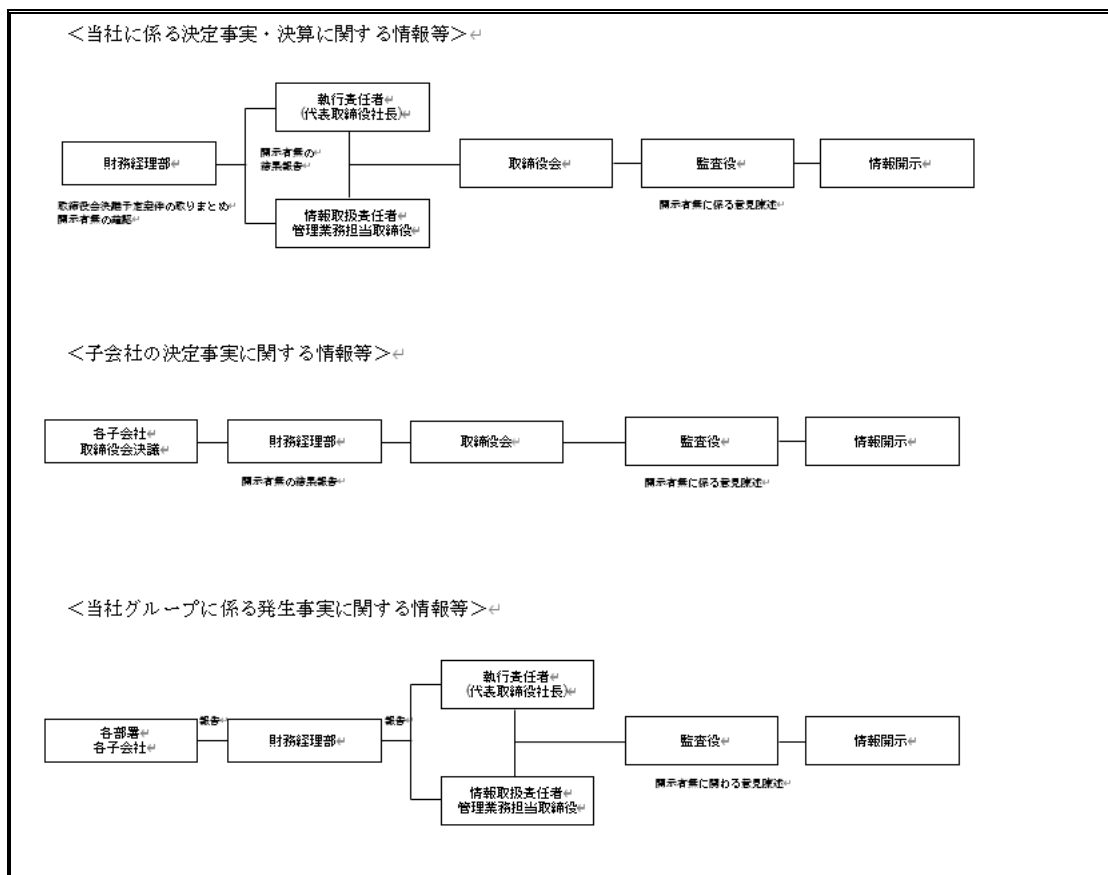 ＜当社に係る決定事実・決算に関する情報等＞↵
執行責任者↵
(代表取締役社長)↵
財務経理部↵
開示有無の↵
結果報告↵
取締役会↵
監査役↵
情報開示↵
取締役会決議予定案件の取りまとめ↵
開示有無の確認↵
開示有無に係る意見陳述↵
情報取扱責任者↵
管理業務担当取締役↵
＜子会社の決定事実に関する情報等＞↵
各子会社↵
取締役会決議↵
財務経理部↵
取締役会↵
監査役↵
情報開示↵
開示有無の結果報告↵
開示有無に係る意見陳述↵
＜当社グループに係る発生事実に関する情報等＞↵
執行責任者↵
(代表取締役社長)↵
各部署↵
各子会社↵
報告↵
財務経理部↵
報告↵
監査役↵
情報開示↵
開示有無に関わる意見陳述↵
情報取扱責任者↵
管理業務担当取締役↵